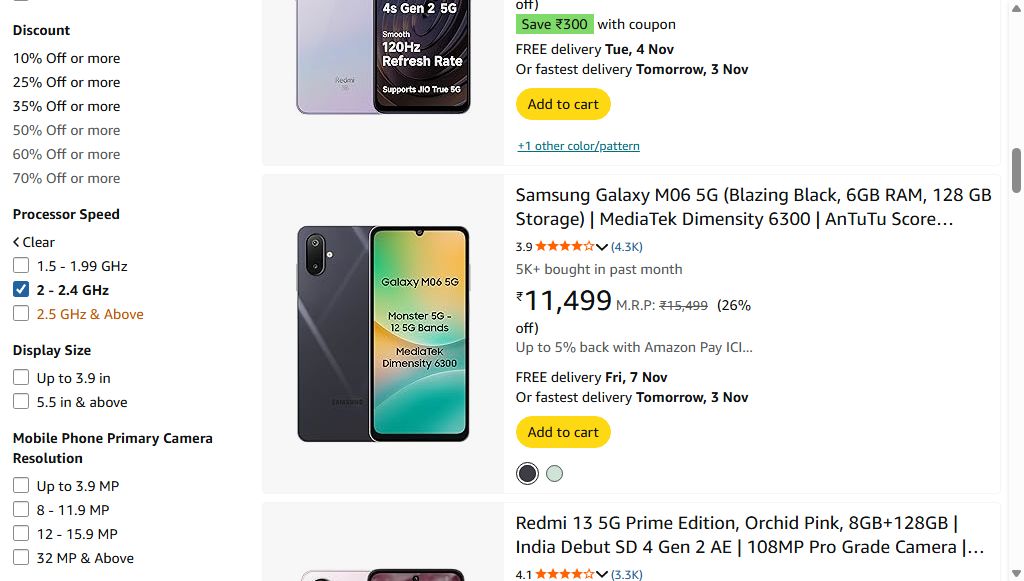 Discount
10% Off or more
25% Off or more
35% Off or more
50% Off or more
60% Off or more
70% Off or more
Processor Speed
Clear
1.5 - 1.99 GHz
2 - 2.4 GHz
2.5 GHz & Above
Display Size
Up to 3.9 in
5.5 in & above
Mobile Phone Primary Camera
Resolution
Up to 3.9 MP
8 - 11.9 MP
12 - 15.9 MP
32 MP & Above
4s Gen 2 5G
Smooth
120Hz
Refresh Rate
Redmi
Supports JIO True 5G
off)
Save ₹300 with coupon
FREE delivery Tue, 4 Nov
Or fastest delivery Tomorrow, 3 Nov
Add to cart
+1 other color/pattern
Galaxy M06 5G
Monster 5G -
12 5G Bands
MediaTek
Dimensity 6300
SAMSUNG
Samsung Galaxy M06 5G (Blazing Black, 6GB RAM, 128 GB
Storage) | MediaTek Dimensity 6300 | AnTuTu Score...
3.9 (4.3K)
5K+ bought in past month
₹11,499 M.R.P: ₹15,499 (26%
off)
Up to 5% back with Amazon Pay ICI...
FREE delivery Fri, 7 Nov
Or fastest delivery Tomorrow, 3 Nov
Add to cart
Redmi 13 5G Prime Edition, Orchid Pink, 8GB+128GB |
India Debut SD 4 Gen 2 AE | 108MP Pro Grade Camera |...
4.1 (3.3K)